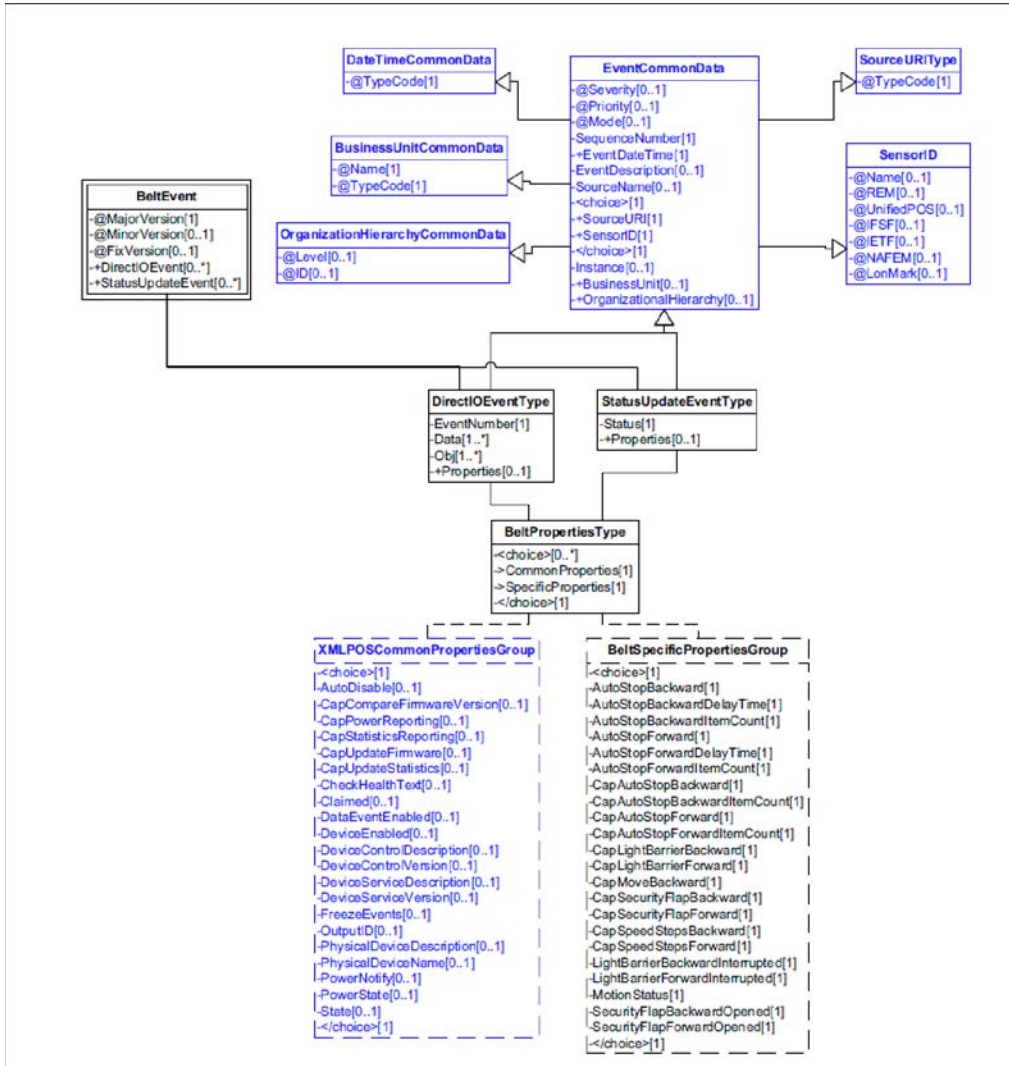 DateTimeCommonData
-@TypeCode[1]
EventCommonData
-@Severity[0..1]
-@Priority[0..1]
-@Mode[0..1]
-SequenceNumber[1]
-+EventDateTime[1]
-EventDescription[0..1]
-SourceName[0..1]
-<choice>[1]
-+SourceURI[1]
-+SensorID[1]
-</choice>[1]
-Instance[0..1]
-+BusinessUnit[0..1]
-+OrganizationalHierarchy[0..1]
SourceURIType
-@TypeCode[1]
BusinessUnitCommonData
-@Name[1]
-@TypeCode[1]
SensorID
-@Name[0..1]
-@REM[0..1]
-@UnifiedPOS[0..1]
-@IFSF[0..1]
-@IETF[0..1]
-@NAFEM[0..1]
-@LonMark[0..1]
BeltEvent
-@MajorVersion[1]
-@MinorVersion[0..1]
-@FixVersion[0..1]
-+DirectIOEvent[0..*]
-+StatusUpdateEvent[0..*]
OrganizationHierarchyCommonData
-@Level[0..1]
-@ID[0..1]
DirectIOEventType
-EventNumber[1]
-Data[1..*]
-Obj[1..*]
-+Properties[0..1]
StatusUpdateEventType
-Status[1]
-+Properties[0..1]
BeltPropertiesType
-<choice>[0..*]
->CommonProperties[1]
->SpecificProperties[1]
-</choice>[1]
XMLPOSCommonPropertiesGroup
-<choice>[1]
-AutoDisable[0..1]
-CapCompareFirmwareVersion[0..1]
-CapPowerReporting[0..1]
-CapStatisticsReporting[0..1]
-CapUpdateFirmware[0..1]
-CapUpdateStatistics[0..1]
-CheckHealthText[0..1]
-Claimed[0..1]
-DataEventEnabled[0..1]
-DeviceEnabled[0..1]
-DeviceControlDescription[0..1]
-DeviceControlVersion[0..1]
-DeviceServiceDescription[0..1]
-DeviceServiceVersion[0..1]
-FreezeEvents[0..1]
-OutputID[0..1]
-PhysicalDeviceDescription[0..1]
-PhysicalDeviceName[0..1]
-PowerNotify[0..1]
-PowerState[0..1]
-State[0..1]
-</choice>[1]
BeltSpecificPropertiesGroup
-<choice>[1]
-AutoStopBackward[1]
-AutoStopBackwardDelayTime[1]
-AutoStopBackwardItemCount[1]
-AutoStopForward[1]
-AutoStopForwardDelayTime[1]
-AutoStopForwardItemCount[1]
-CapAutoStopBackward[1]
-CapAutoStopBackwardItemCount[1]
-CapAutoStopForward[1]
-CapAutoStopForwardItemCount[1]
-CapLightBarrierBackward[1]
-CapLightBarrierForward[1]
-CapMoveBackward[1]
-CapSecurityFlapBackward[1]
-CapSecurityFlapForward[1]
-CapSpeedStepsBackward[1]
-CapSpeedStepsForward[1]
-LightBarrierBackwardInterrupted[1]
-LightBarrierForwardInterrupted[1]
-MotionStatus[1]
-SecurityFlapBackwardOpened[1]
-SecurityFlapForwardOpened[1]
-</choice>[1]